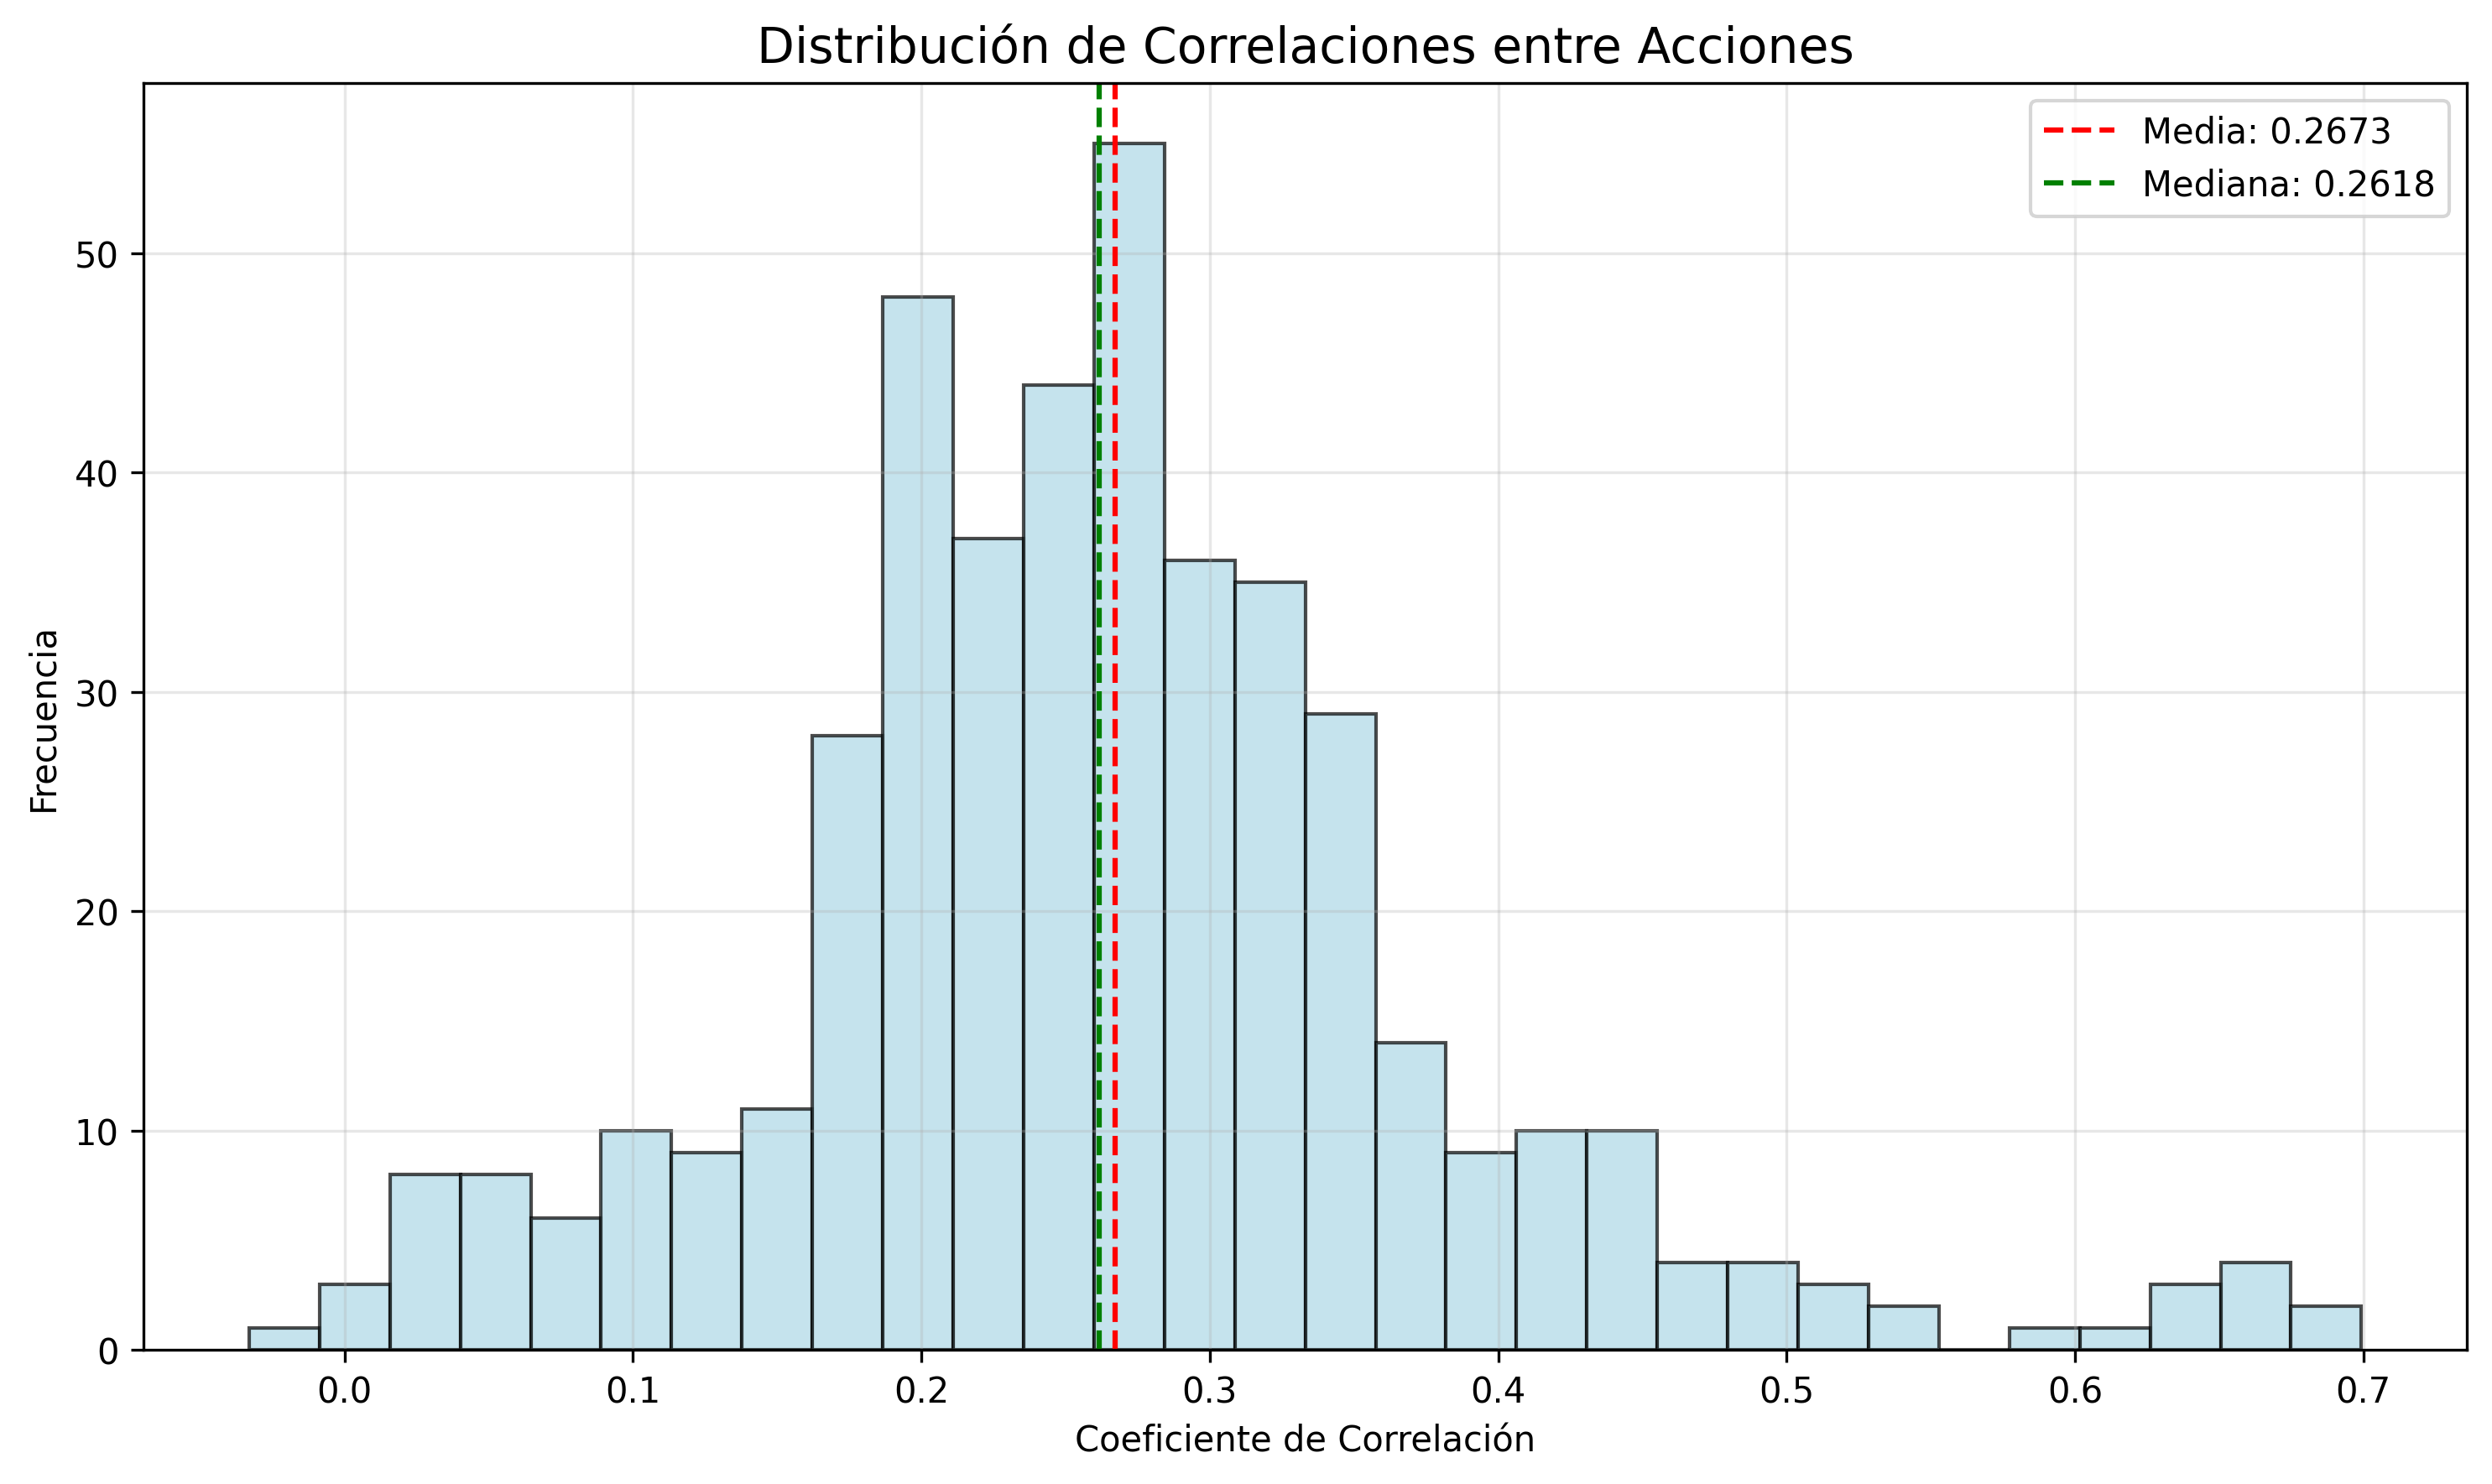 Distribución de Correlaciones entre Acciones
Media: 0.2673
Mediana: 0.2618
Frecuencia
50
40
30
20
10
0
0.0 0.1 0.2 0.3 0.4 0.5 0.6 0.7
Coeficiente de Correlación